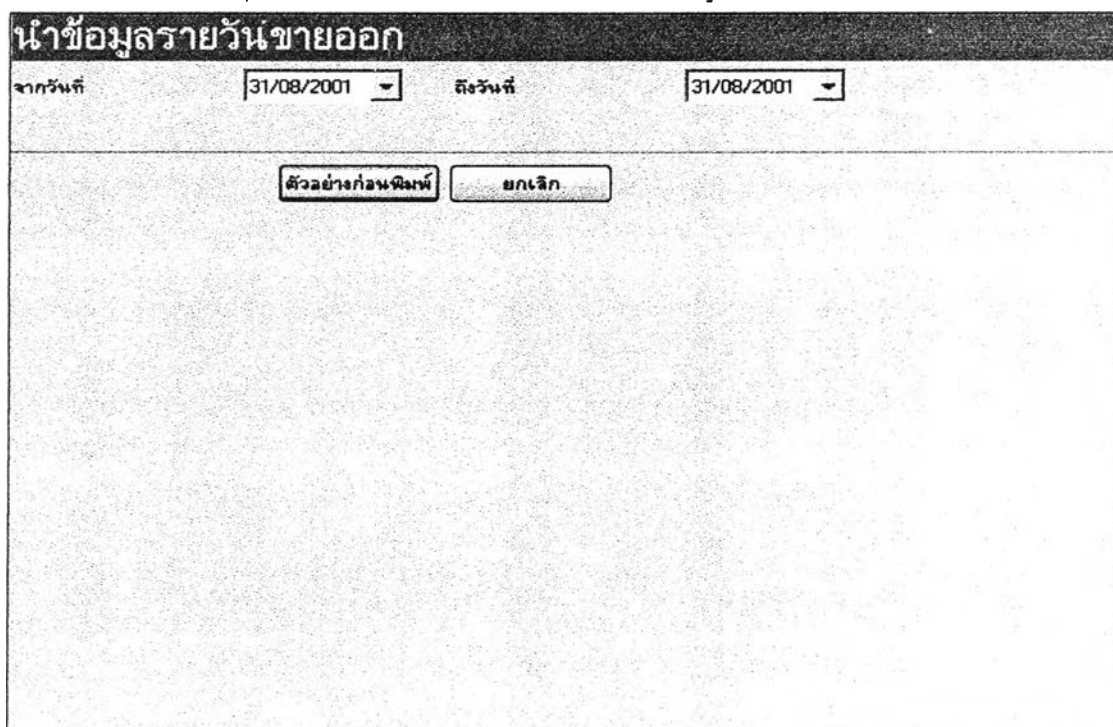 นำข้อมูลรายวันขายออก
จากวันที่ 31/08/2001 ถึงวันที่ 31/08/2001
ตัวอย่างก่อนพิมพ์ ยกเลิก